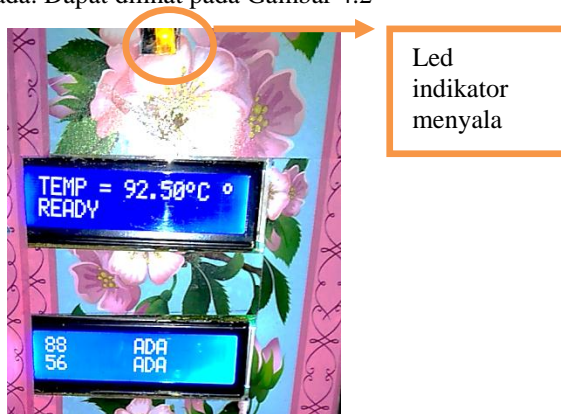 ada. Dapat dilihat pada Gambar 4.2
Led
indikator
menyala
TEMP = 92.50°C °
READY
88 ADA
56 ADA